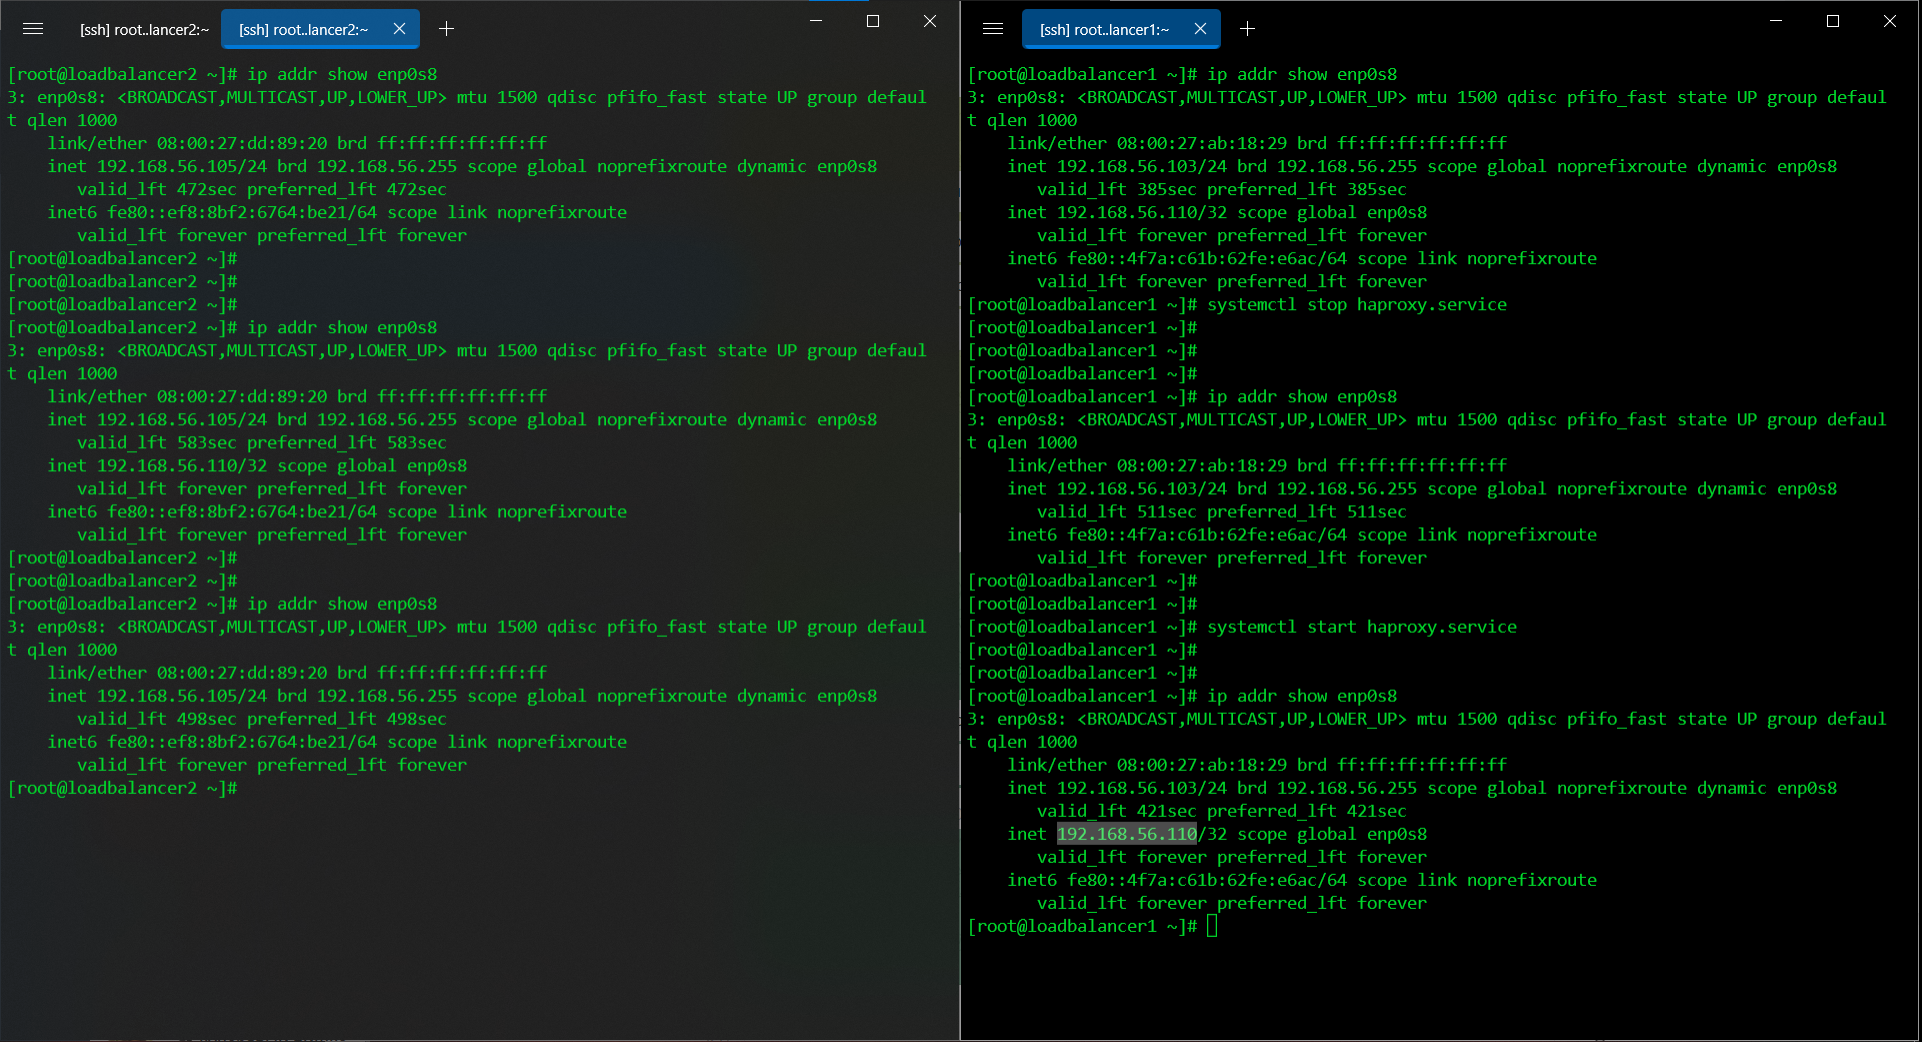 [ssh] root..lancer2:~
[ssh] root..lancer2:~
[root@loadbalancer2 ~]# ip addr show enp0s8
3: enp0s8: <BROADCAST,MULTICAST,UP,LOWER_UP> mtu 1500 qdisc pfifo_fast state UP group defaul
t qlen 1000
    link/ether 08:00:27:dd:89:20 brd ff:ff:ff:ff:ff:ff
    inet 192.168.56.105/24 brd 192.168.56.255 scope global noprefixroute dynamic enp0s8
       valid_lft 472sec preferred_lft 472sec
    inet6 fe80::ef8:8bf2:6764:be21/64 scope link noprefixroute
       valid_lft forever preferred_lft forever
[root@loadbalancer2 ~]#
[root@loadbalancer2 ~]#
[root@loadbalancer2 ~]#
[root@loadbalancer2 ~]# ip addr show enp0s8
3: enp0s8: <BROADCAST,MULTICAST,UP,LOWER_UP> mtu 1500 qdisc pfifo_fast state UP group defaul
t qlen 1000
    link/ether 08:00:27:dd:89:20 brd ff:ff:ff:ff:ff:ff
    inet 192.168.56.105/24 brd 192.168.56.255 scope global noprefixroute dynamic enp0s8
       valid_lft 583sec preferred_lft 583sec
    inet 192.168.56.110/32 scope global enp0s8
       valid_lft forever preferred_lft forever
    inet6 fe80::ef8:8bf2:6764:be21/64 scope link noprefixroute
       valid_lft forever preferred_lft forever
[root@loadbalancer2 ~]#
[root@loadbalancer2 ~]#
[root@loadbalancer2 ~]# ip addr show enp0s8
3: enp0s8: <BROADCAST,MULTICAST,UP,LOWER_UP> mtu 1500 qdisc pfifo_fast state UP group defaul
t qlen 1000
    link/ether 08:00:27:dd:89:20 brd ff:ff:ff:ff:ff:ff
    inet 192.168.56.105/24 brd 192.168.56.255 scope global noprefixroute dynamic enp0s8
       valid_lft 498sec preferred_lft 498sec
    inet6 fe80::ef8:8bf2:6764:be21/64 scope link noprefixroute
       valid_lft forever preferred_lft forever
[root@loadbalancer2 ~]#
[ssh] root..lancer1:~
[root@loadbalancer1 ~]# ip addr show enp0s8
3: enp0s8: <BROADCAST,MULTICAST,UP,LOWER_UP> mtu 1500 qdisc pfifo_fast state UP group defaul
t qlen 1000
    link/ether 08:00:27:ab:18:29 brd ff:ff:ff:ff:ff:ff
    inet 192.168.56.103/24 brd 192.168.56.255 scope global noprefixroute dynamic enp0s8
       valid_lft 385sec preferred_lft 385sec
    inet 192.168.56.110/32 scope global enp0s8
       valid_lft forever preferred_lft forever
    inet6 fe80::4f7a:c61b:62fe:e6ac/64 scope link noprefixroute
       valid_lft forever preferred_lft forever
[root@loadbalancer1 ~]# systemctl stop haproxy.service
[root@loadbalancer1 ~]#
[root@loadbalancer1 ~]#
[root@loadbalancer1 ~]#
[root@loadbalancer1 ~]# ip addr show enp0s8
3: enp0s8: <BROADCAST,MULTICAST,UP,LOWER_UP> mtu 1500 qdisc pfifo_fast state UP group defaul
t qlen 1000
    link/ether 08:00:27:ab:18:29 brd ff:ff:ff:ff:ff:ff
    inet 192.168.56.103/24 brd 192.168.56.255 scope global noprefixroute dynamic enp0s8
       valid_lft 511sec preferred_lft 511sec
    inet6 fe80::4f7a:c61b:62fe:e6ac/64 scope link noprefixroute
       valid_lft forever preferred_lft forever
[root@loadbalancer1 ~]#
[root@loadbalancer1 ~]#
[root@loadbalancer1 ~]# systemctl start haproxy.service
[root@loadbalancer1 ~]#
[root@loadbalancer1 ~]#
[root@loadbalancer1 ~]# ip addr show enp0s8
3: enp0s8: <BROADCAST,MULTICAST,UP,LOWER_UP> mtu 1500 qdisc pfifo_fast state UP group defaul
t qlen 1000
    link/ether 08:00:27:ab:18:29 brd ff:ff:ff:ff:ff:ff
    inet 192.168.56.103/24 brd 192.168.56.255 scope global noprefixroute dynamic enp0s8
       valid_lft 421sec preferred_lft 421sec
    inet 192.168.56.110/32 scope global enp0s8
       valid_lft forever preferred_lft forever
    inet6 fe80::4f7a:c61b:62fe:e6ac/64 scope link noprefixroute
       valid_lft forever preferred_lft forever
[root@loadbalancer1 ~]#